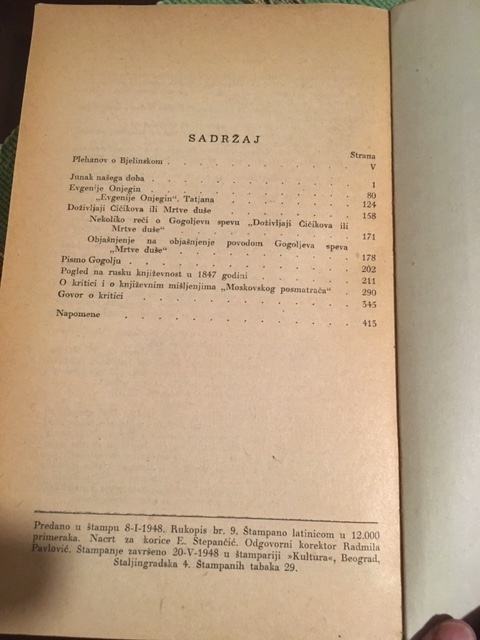 SADRŽAJ
Strana
Plehanov o Bjelinskom . . . . . . . . . . V
Junak našega doba . . . . . . . . . . 1
Evgenije Onjegin . . . . . . . . . . 80
„Evgenije Onjegin“. Tatjana . . . . . . . . 124
Doživljaji Čičikova ili Mrtve duše . . . . . . . 158
Nekoliko reči o Gogoljevu spevu „Doživljaji Čičikova ili
Mrtve duše“ . . . . . . . . . . 171
Objašnjenje na objašnjenje povodom Gogoljeva speva
„Mrtve duše“ . . . . . . . . . . 178
Pismo Gogolju . . . . . . . . . . 202
Pogled na rusku književnost u 1847 godini . . . . . 211
O kritici i o književnim mišljenjima „Moskovskog posmatrača“ . 290
Govor o kritici . . . . . . . . . . 345
Napomene . . . . . . . . . . 415
Predano u štampu 8-I-1948. Rukopis br. 9. Štampano latinicom u 12.000
primeraka. Nacrt za korice E. Štepančić. Odgovorni korektor Radmila
Pavlović. Štampanje završeno 20-V-1948 u štampariji »Kultura«, Beograd,
Staljingradska 4. Štampanih tabaka 29.